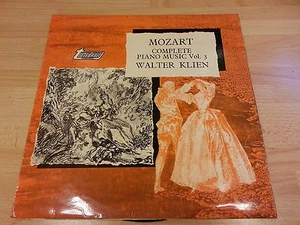 MOZART
COMPLETE
PIANO MUSIC Vol. 3
WALTER KLIEN